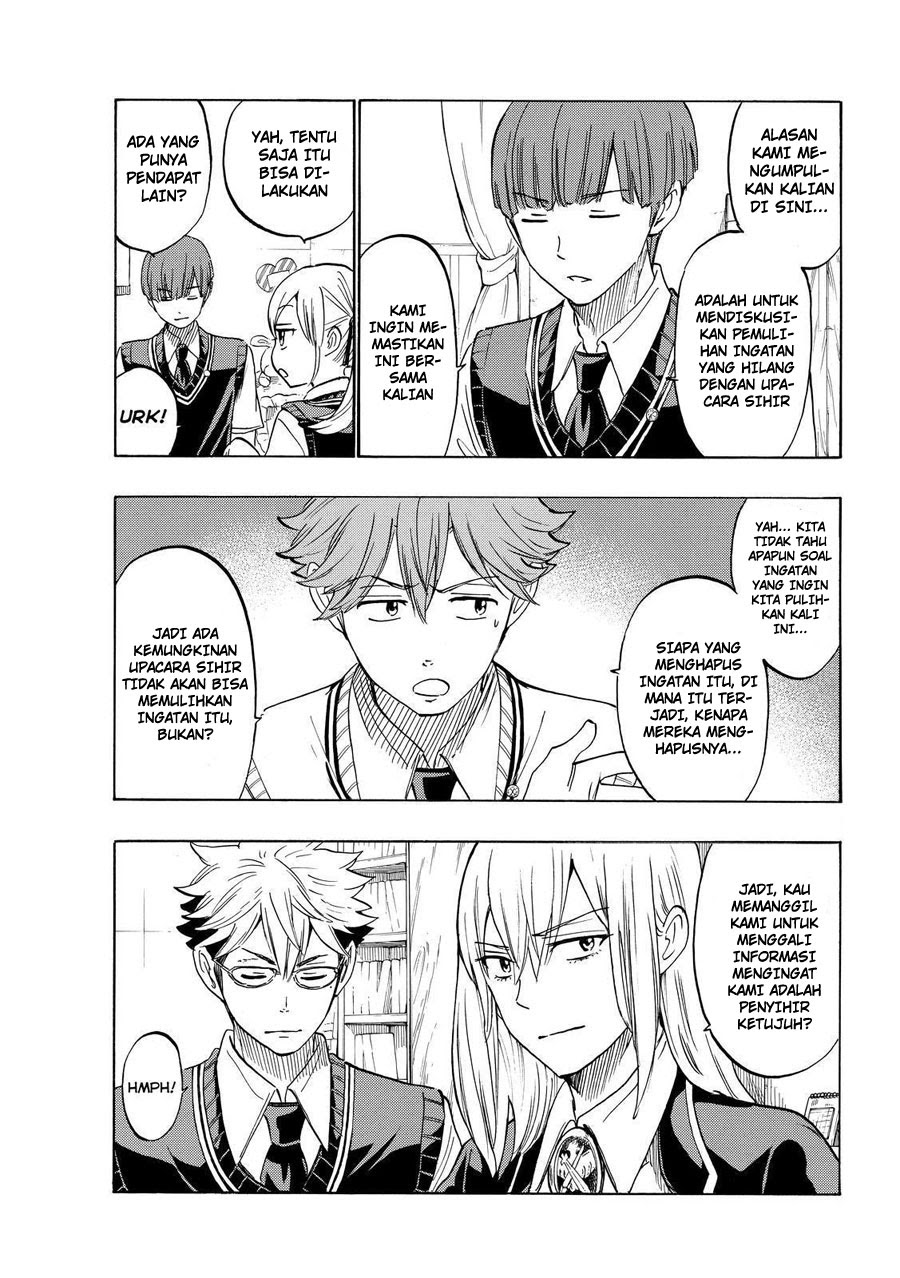 ALASAN
KAMI ME-
NGUMPUL-
KAN KALIAN
DI SINI...
ADALAH UNTUK
MENDISKUSI-
KAN PEMULI-
HAN INGATAN
YANG HILANG
DENGAN UPA-
CARA SIHIR
KAMI
INGIN ME-
MASTIKAN
INI BER-
SAMA
KALIAN
YAH, TENTU
SAJA ITU
BISA DI-
LAKUKAN
ADA YANG
PUNYA
PENDAPAT
LAIN?
URK!
YAH... KITA
TIDAK TAHU
APAPUN SOAL
INGATAN
YANG INGIN
KITA PULIH-
KAN KALI
INI...
SIAPA YANG
MENGHAPUS
INGATAN ITU, DI
MANA ITU TER-
JADI, KENAPA
MEREKA MENG-
HAPUSNYA...
JADI ADA
KEMUNGKINAN
UPACARA SIHIR
TIDAK AKAN BISA
MEMULIHKAN
INGATAN ITU,
BUKAN?
JADI, KAU
MEMANGGIL
KAMI UNTUK
MENGGALI
INFORMASI
MENGINGAT
KAMI ADALAH
PENYIHIR
KETUJUH?
HMPH!